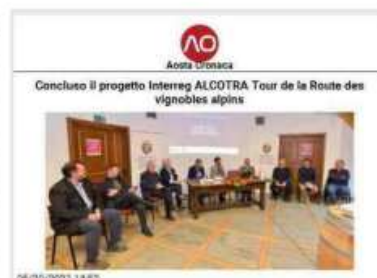 AO
Aosta Cronaca
Concluso il progetto Interreg ALCOTRA Tour de la Route des
vignobles alpins